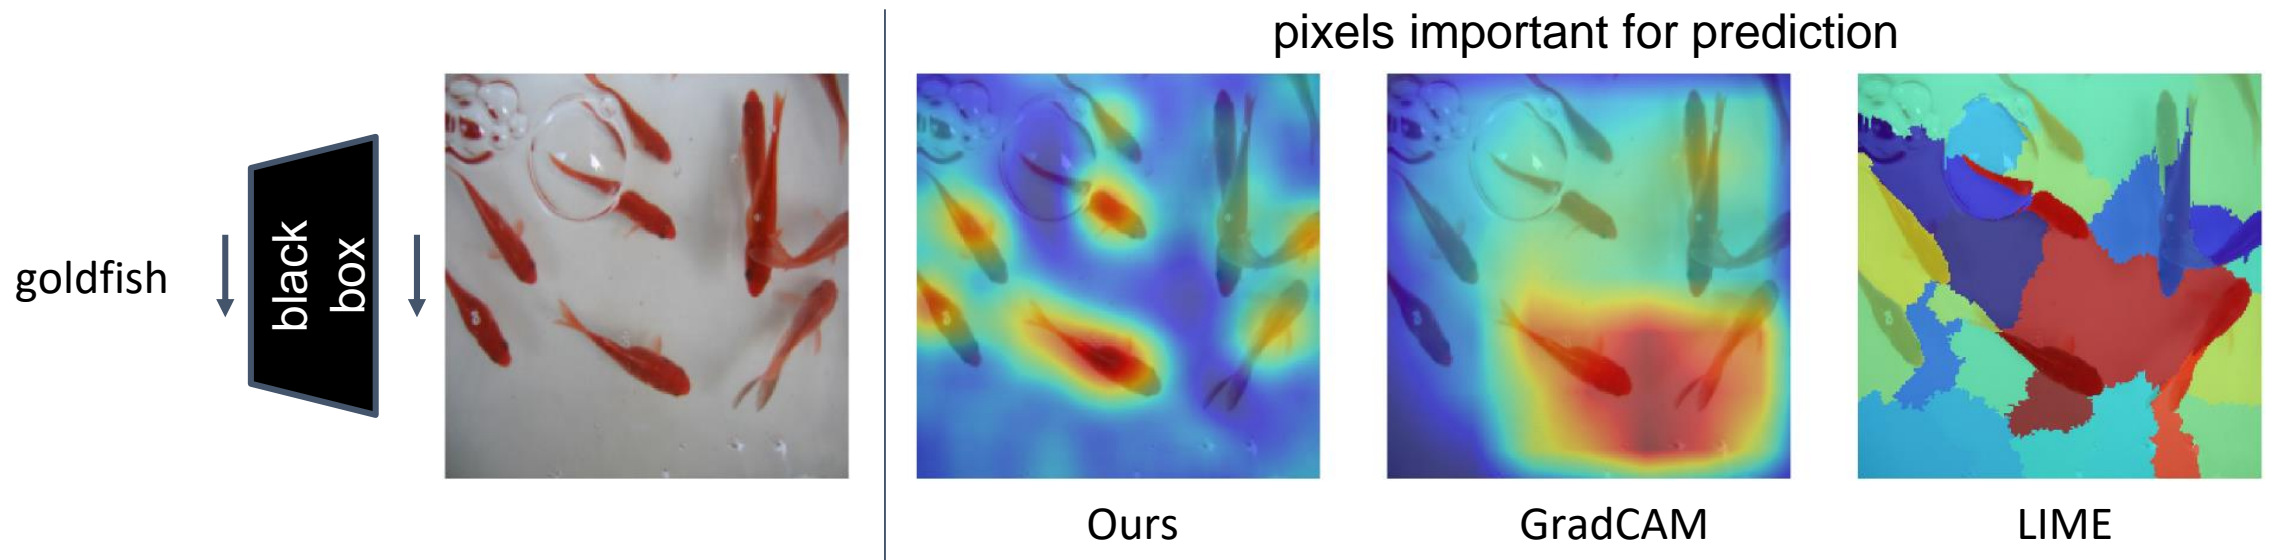 pixels important for prediction
goldfish
black
box
Ours
GradCAM
LIME